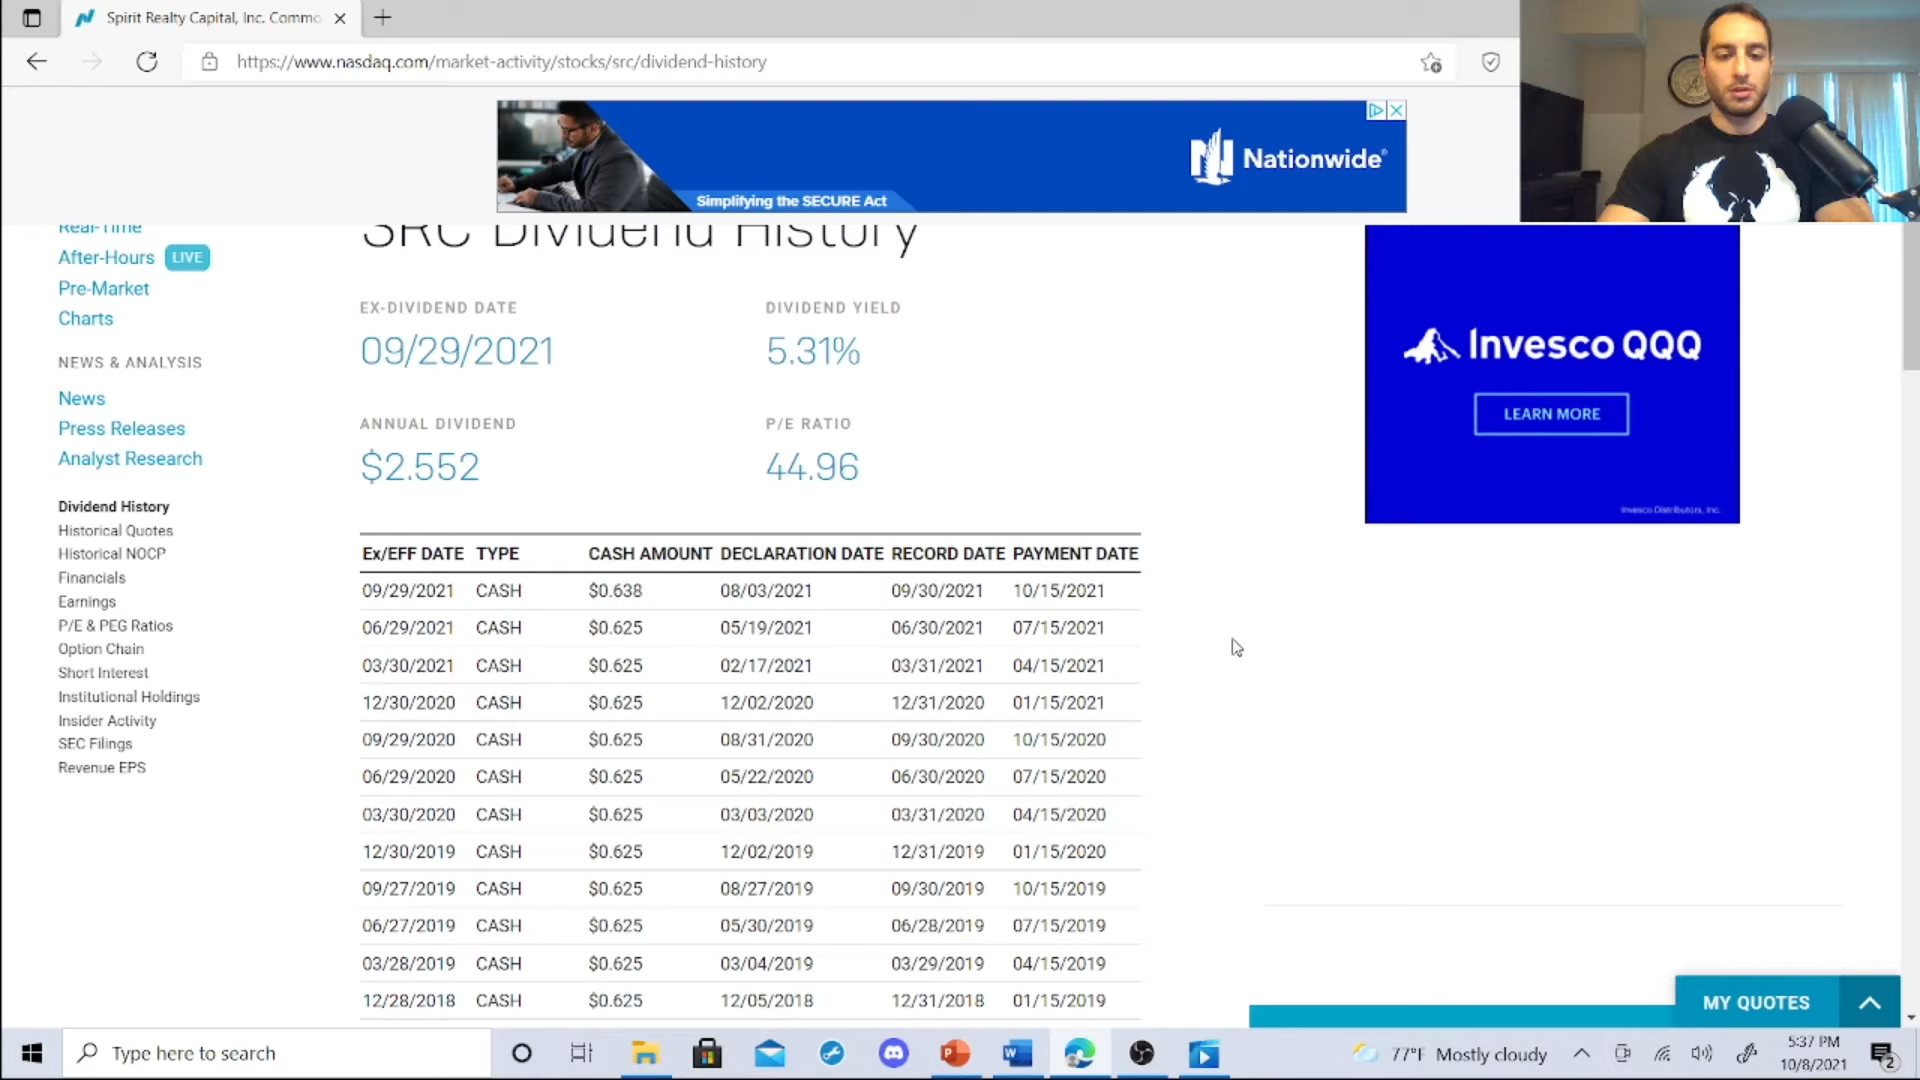 Spirit Realty Capital, Inc. Commo
https://www.nasdaq.com/market-activity/stocks/src/dividend-history
Nationwide®
Simplifying the SECURE Act
Real-Time
After-Hours LIVE
Pre-Market
Charts
NEWS & ANALYSIS
News
Press Releases
Analyst Research
Dividend History
Historical Quotes
Historical NOCP
Financials
Earnings
P/E & PEG Ratios
Option Chain
Short Interest
Institutional Holdings
Insider Activity
SEC Filings
Revenue EPS
SRC Dividend History
EX-DIVIDEND DATE DIVIDEND YIELD
09/29/2021 5.31%
ANNUAL DIVIDEND P/E RATIO
$2.552 44.96
Ex/EFF DATE TYPE CASH AMOUNT DECLARATION DATE RECORD DATE PAYMENT DATE
09/29/2021 CASH $0.638 08/03/2021 09/30/2021 10/15/2021
06/29/2021 CASH $0.625 05/19/2021 06/30/2021 07/15/2021
03/30/2021 CASH $0.625 02/17/2021 03/31/2021 04/15/2021
12/30/2020 CASH $0.625 12/02/2020 12/31/2020 01/15/2021
09/29/2020 CASH $0.625 08/31/2020 09/30/2020 10/15/2020
06/29/2020 CASH $0.625 05/22/2020 06/30/2020 07/15/2020
03/30/2020 CASH $0.625 03/03/2020 03/31/2020 04/15/2020
12/30/2019 CASH $0.625 12/02/2019 12/31/2019 01/15/2020
09/27/2019 CASH $0.625 08/27/2019 09/30/2019 10/15/2019
06/27/2019 CASH $0.625 05/30/2019 06/28/2019 07/15/2019
03/28/2019 CASH $0.625 03/04/2019 03/29/2019 04/15/2019
12/28/2018 CASH $0.625 12/05/2018 12/31/2018 01/15/2019
Invesco QQQ
LEARN MORE
Invesco Distributors, Inc.
MY QUOTES
Type here to search
77°F Mostly cloudy
5:37 PM
10/8/2021
2